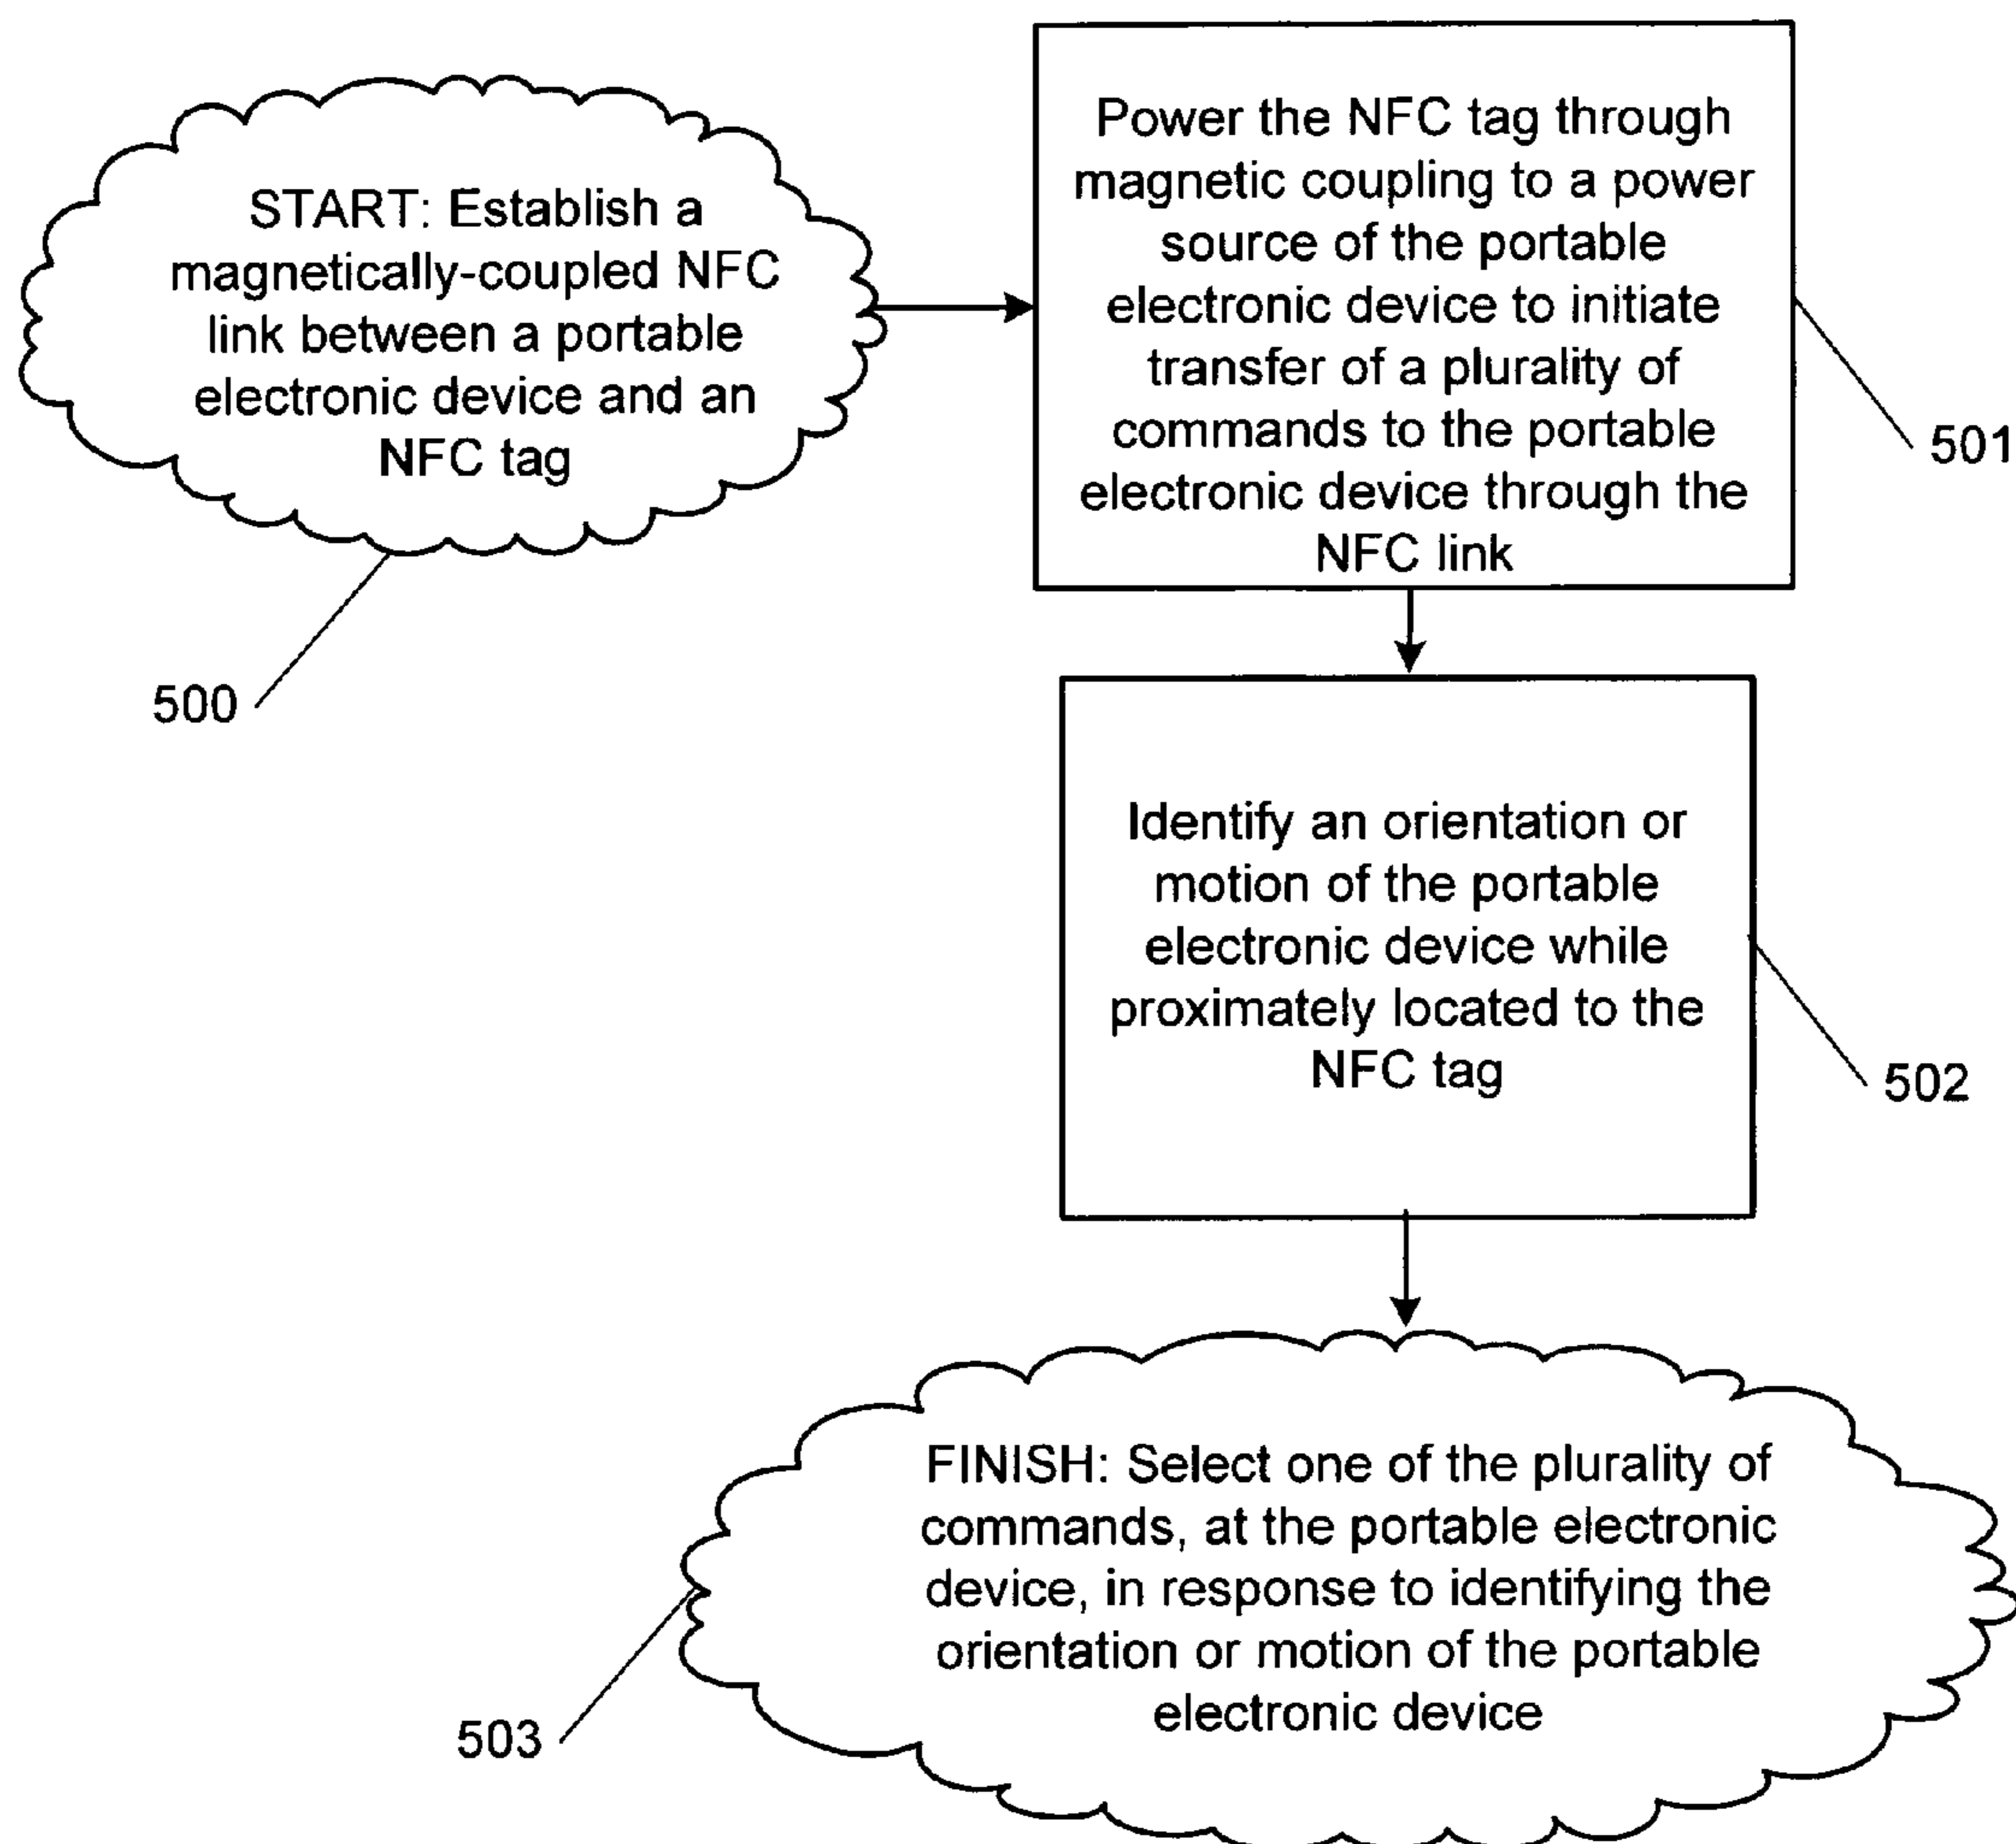 START: Establish a
magnetically-coupled NFC
link between a portable
electronic device and an
NFC tag
500
Power the NFC tag through
magnetic coupling to a power
source of the portable
electronic device to initiate
transfer of a plurality of
commands to the portable
electronic device through the
NFC link
501
Identify an orientation or
motion of the portable
electronic device while
proximately located to the
NFC tag
502
FINISH: Select one of the plurality of
commands, at the portable electronic
device, in response to identifying the
orientation or motion of the portable
electronic device
503